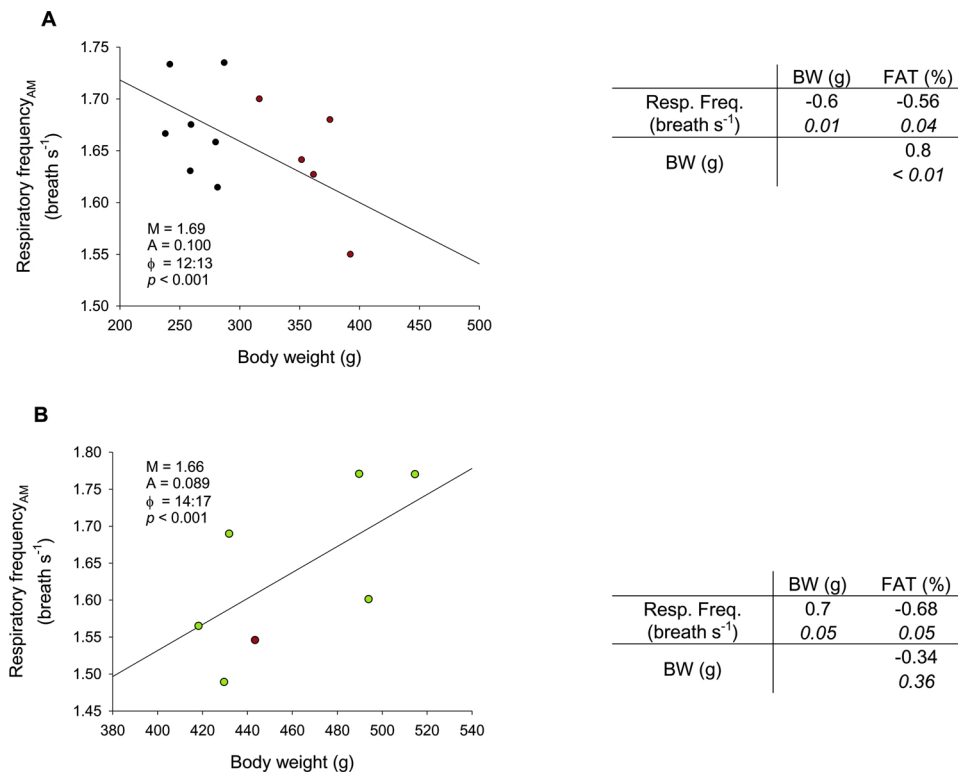 A
Respiratory frequencyAM
(breath s-1)
1.75
1.70
1.65
1.60
1.55
1.50
M = 1.69
A = 0.100
ϕ = 12:13
p < 0.001
200 250 300 350 400 450 500
Body weight (g)
BW (g) FAT (%)
Resp. Freq. -0.6 -0.56
(breath s-1) 0.01 0.04
BW (g) 0.8
< 0.01
B
Respiratory frequencyAM
(breath s-1)
1.80
1.75
1.70
1.65
1.60
1.55
1.50
1.45
M = 1.66
A = 0.089
ϕ = 14:17
p < 0.001
380 400 420 440 460 480 500 520 540
Body weight (g)
BW (g) FAT (%)
Resp. Freq. 0.7 -0.68
(breath s-1) 0.05 0.05
BW (g) -0.34
0.36